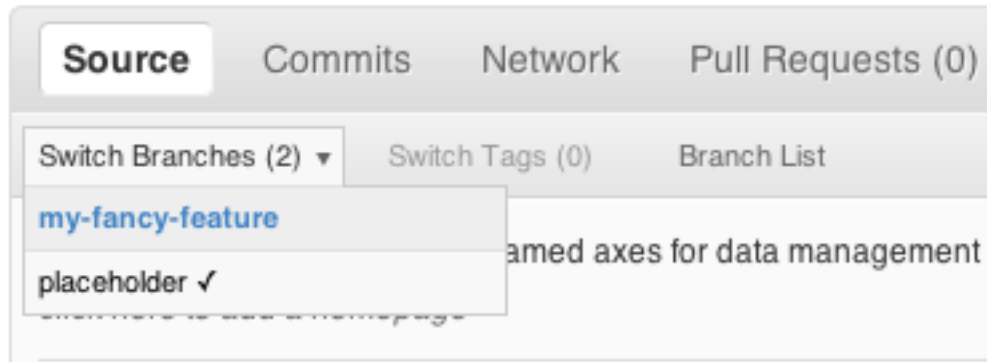 Source Commits Network Pull Requests (0)
Switch Branches (2) ▾ Switch Tags (0) Branch List
my-fancy-feature
amed axes for data management
placeholder ✓